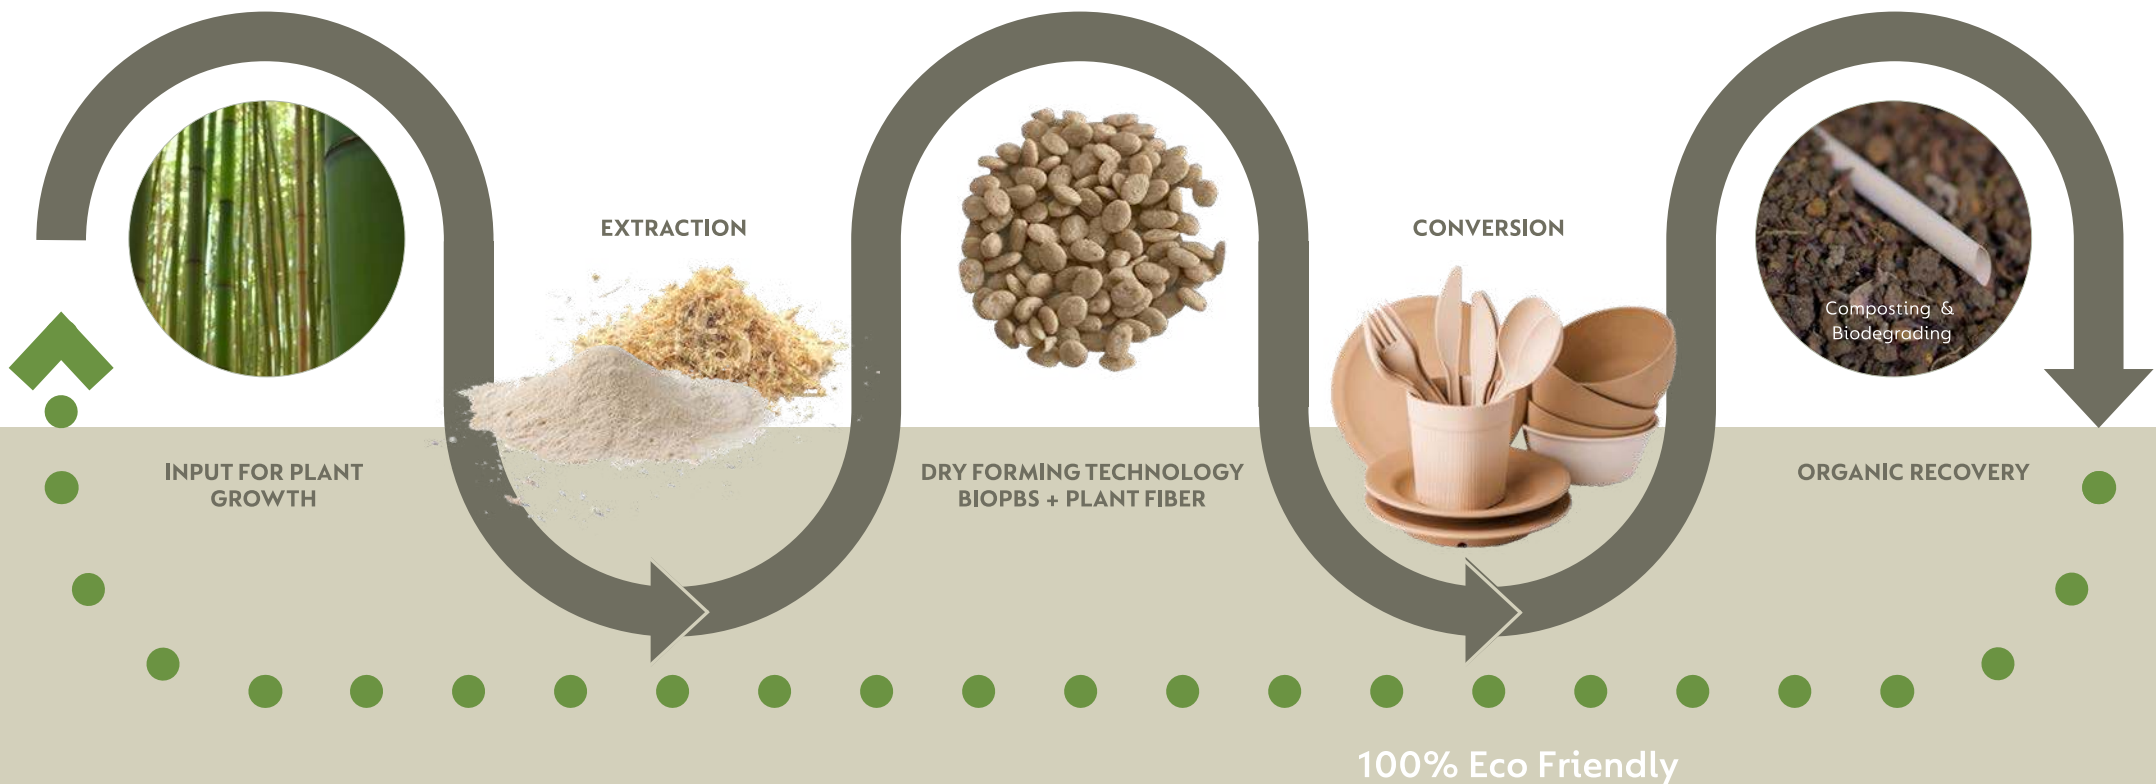 EXTRACTION
CONVERSION
Composting &
Biodegrading
INPUT FOR PLANT
GROWTH
DRY FORMING TECHNOLOGY
BIOPBS + PLANT FIBER
ORGANIC RECOVERY
100% Eco Friendly